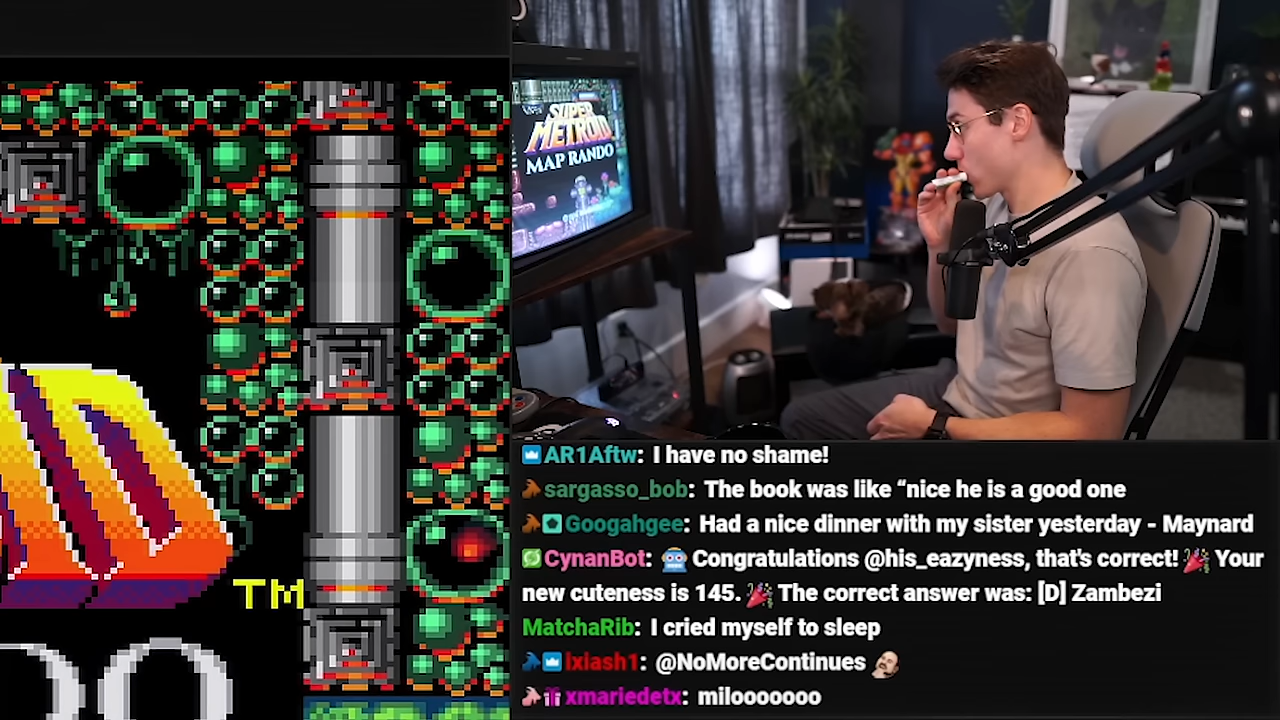 SUPER
METROID
MAP RANDO
TM
AR1Aftw: I have no shame!
sargasso_bob: The book was like “nice he is a good one
Googahgee: Had a nice dinner with my sister yesterday - Maynard
CynanBot: 🤖 Congratulations @his_eazyness, that's correct! 🎉 Your
new cuteness is 145. 🎉 The correct answer was: [D] Zambezi
MatchaRib: I cried myself to sleep
lxlash1: @NoMoreContinues
xmariedetx: milooooooo